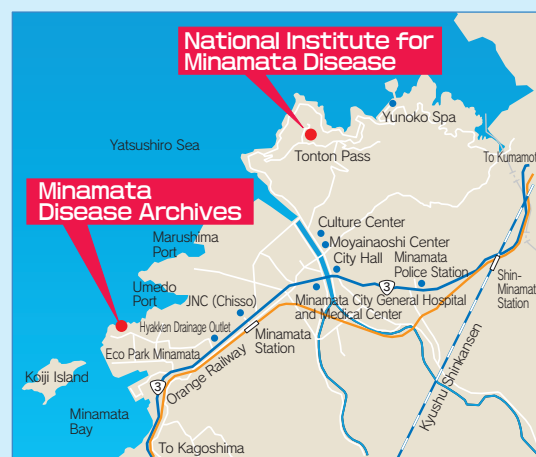 National Institute for
Minamata Disease
Yunoko Spa
Yatsushiro Sea
Tonton Pass
To Kumamot
Minamata
Disease Archives
Culture Center
Moyainaoshi Center
City Hall
Minamata
Police Station
Marushima
Port
3
Shin-
Minamata
Station
Umedo
Port
JNC (Chisso)
Minamata City General Hospital
and Medical Center
Hyakken Drainage Outlet
Minamata
Station
Eco Park Minamata
Orange Railway
Kyushu Shinkansen
Koiji Island
3
Minamata
Bay
To Kagoshima